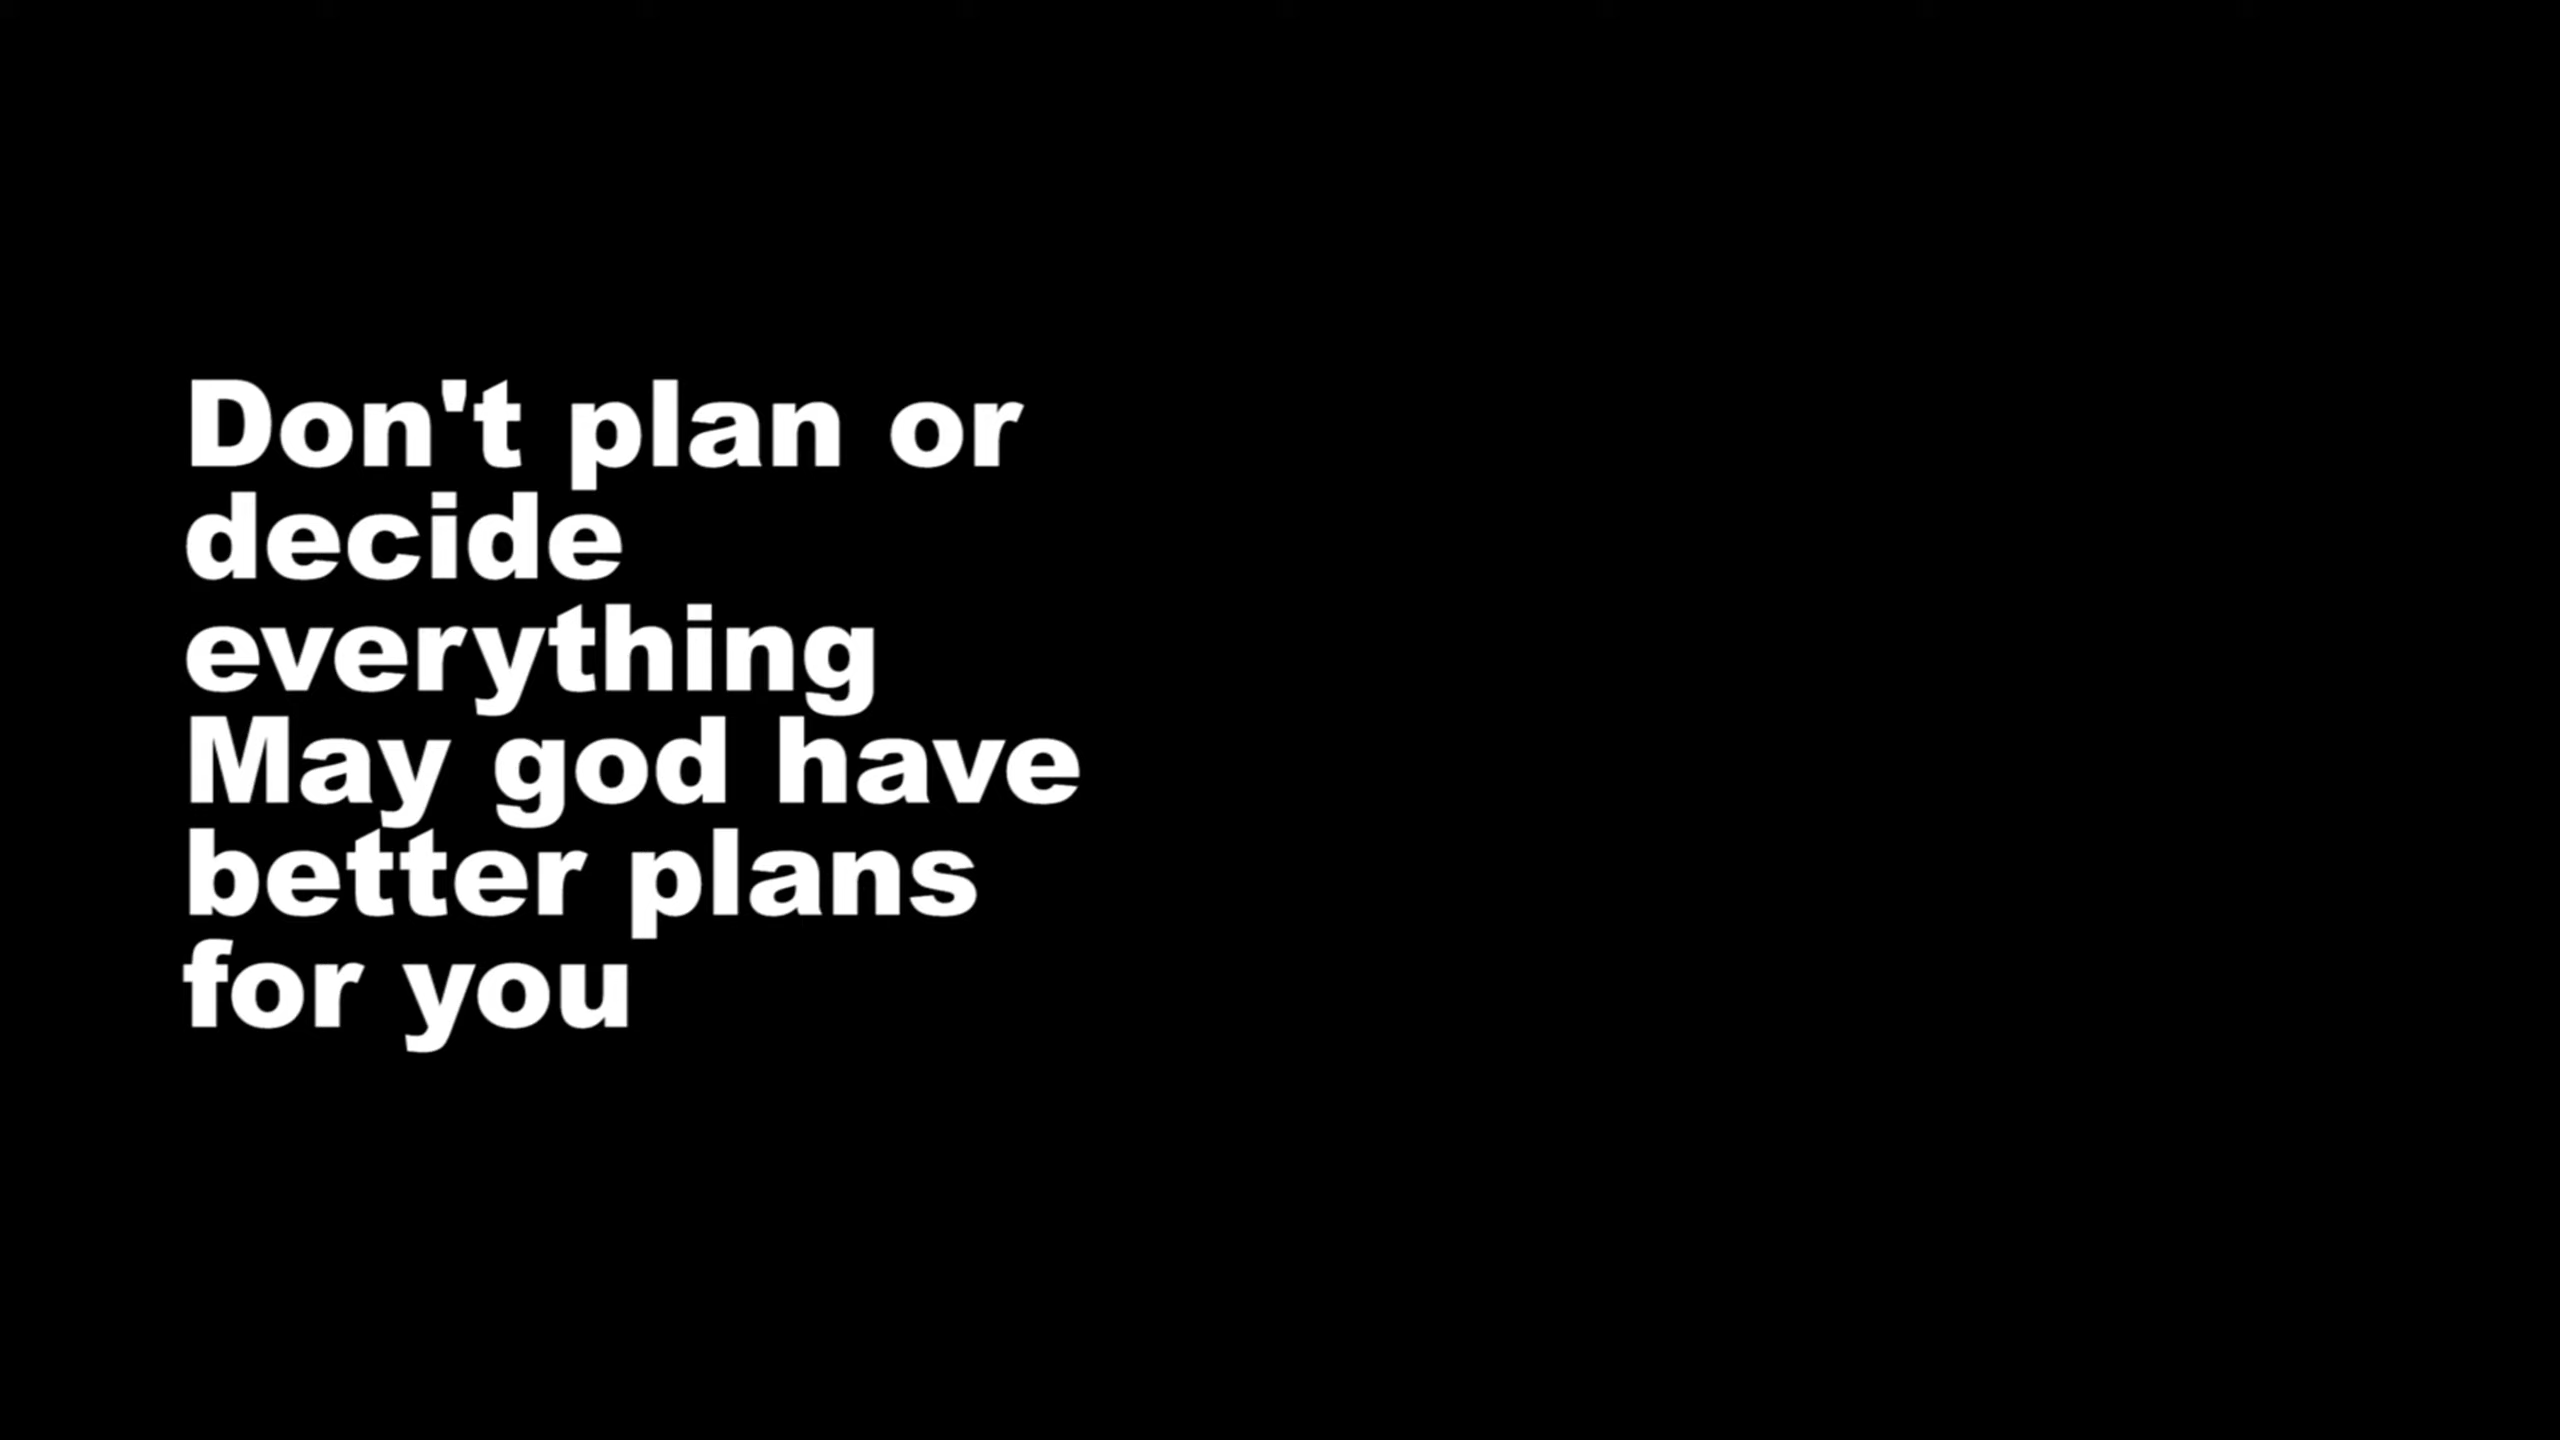 Don't plan or
decide
everything
May god have
better plans
for you